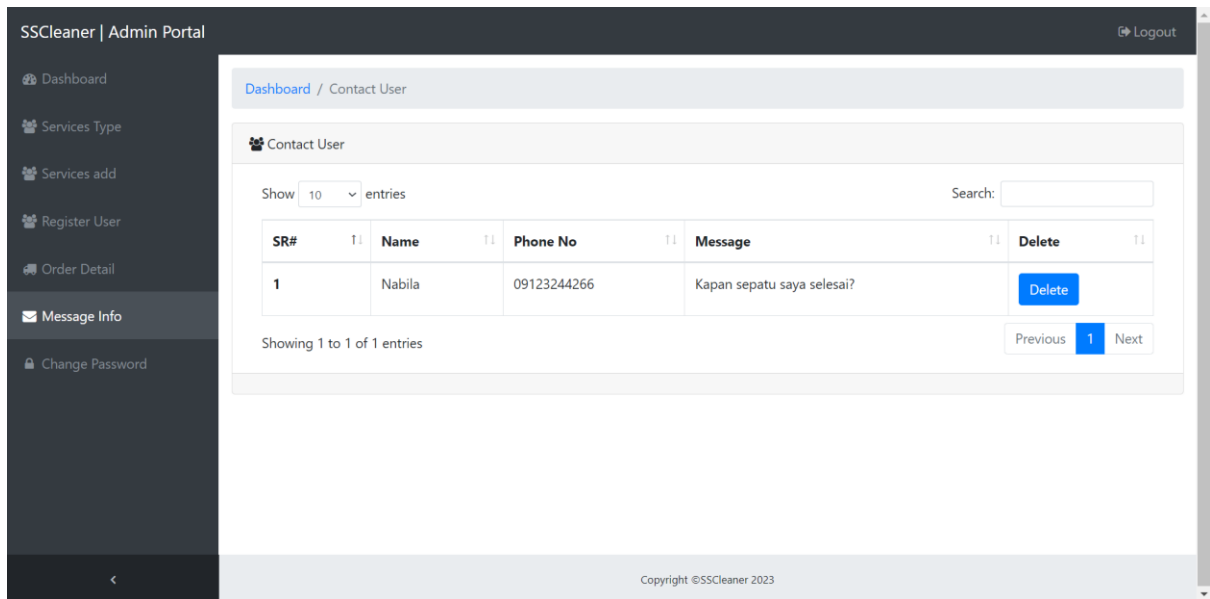 SSCleaner | Admin Portal
Logout
Dashboard
Services Type
Services add
Register User
Order Detail
Message Info
Change Password
Dashboard / Contact User
Contact User
Show 10 entries
Search:
SR# Name Phone No Message Delete
1 Nabila 09123244266 Kapan sepatu saya selesai? Delete
Showing 1 to 1 of 1 entries
Previous 1 Next
Copyright ©SSCleaner 2023